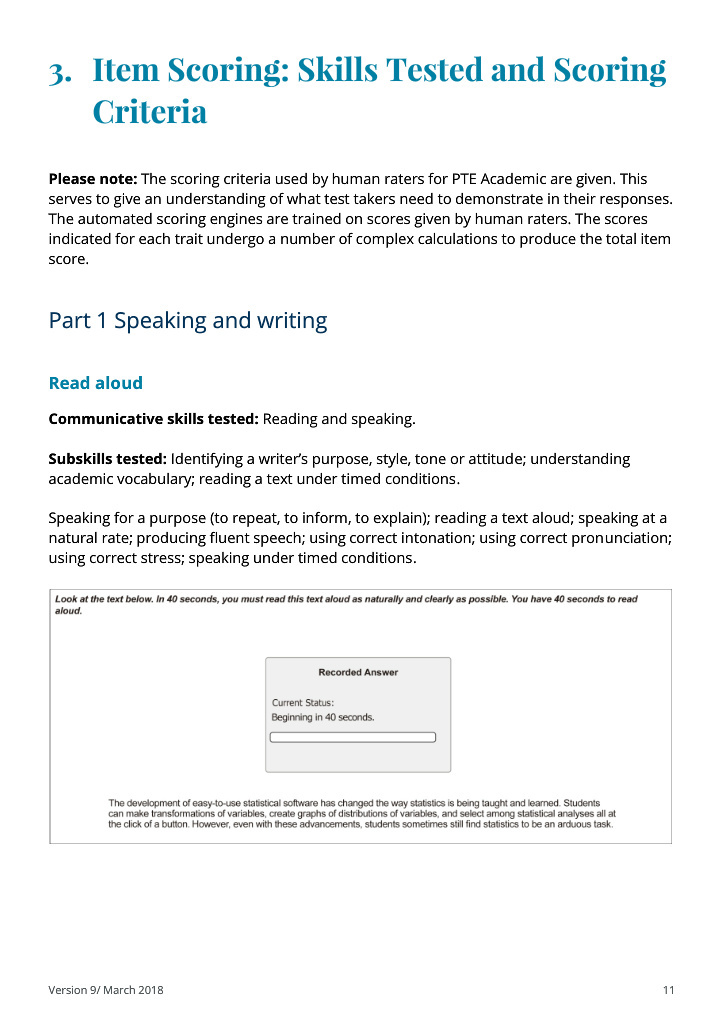 3. Item Scoring: Skills Tested and Scoring
Criteria
Please note: The scoring criteria used by human raters for PTE Academic are given. This
serves to give an understanding of what test takers need to demonstrate in their responses.
The automated scoring engines are trained on scores given by human raters. The scores
indicated for each trait undergo a number of complex calculations to produce the total item
score.
Part 1 Speaking and writing
Read aloud
Communicative skills tested: Reading and speaking.
Subskills tested: Identifying a writer's purpose, style, tone or attitude; understanding
academic vocabulary; reading a text under timed conditions.
Speaking for a purpose (to repeat, to inform, to explain); reading a text aloud; speaking at a
natural rate; producing fluent speech; using correct intonation; using correct pronunciation;
using correct stress; speaking under timed conditions.
Look at the text below. In 40 seconds, you must read this text aloud as naturally and clearly as possible. You have 40 seconds to read
aloud.
Recorded Answer
Current Status:
Beginning in 40 seconds.
The development of easy-to-use statistical software has changed the way statistics is being taught and learned. Students
can make transformations of variables, create graphs of distributions of variables, and select among statistical analyses all at
the click of a button. However, even with these advancements, students sometimes still find statistics to be an arduous task.
Version 9/ March 2018
11